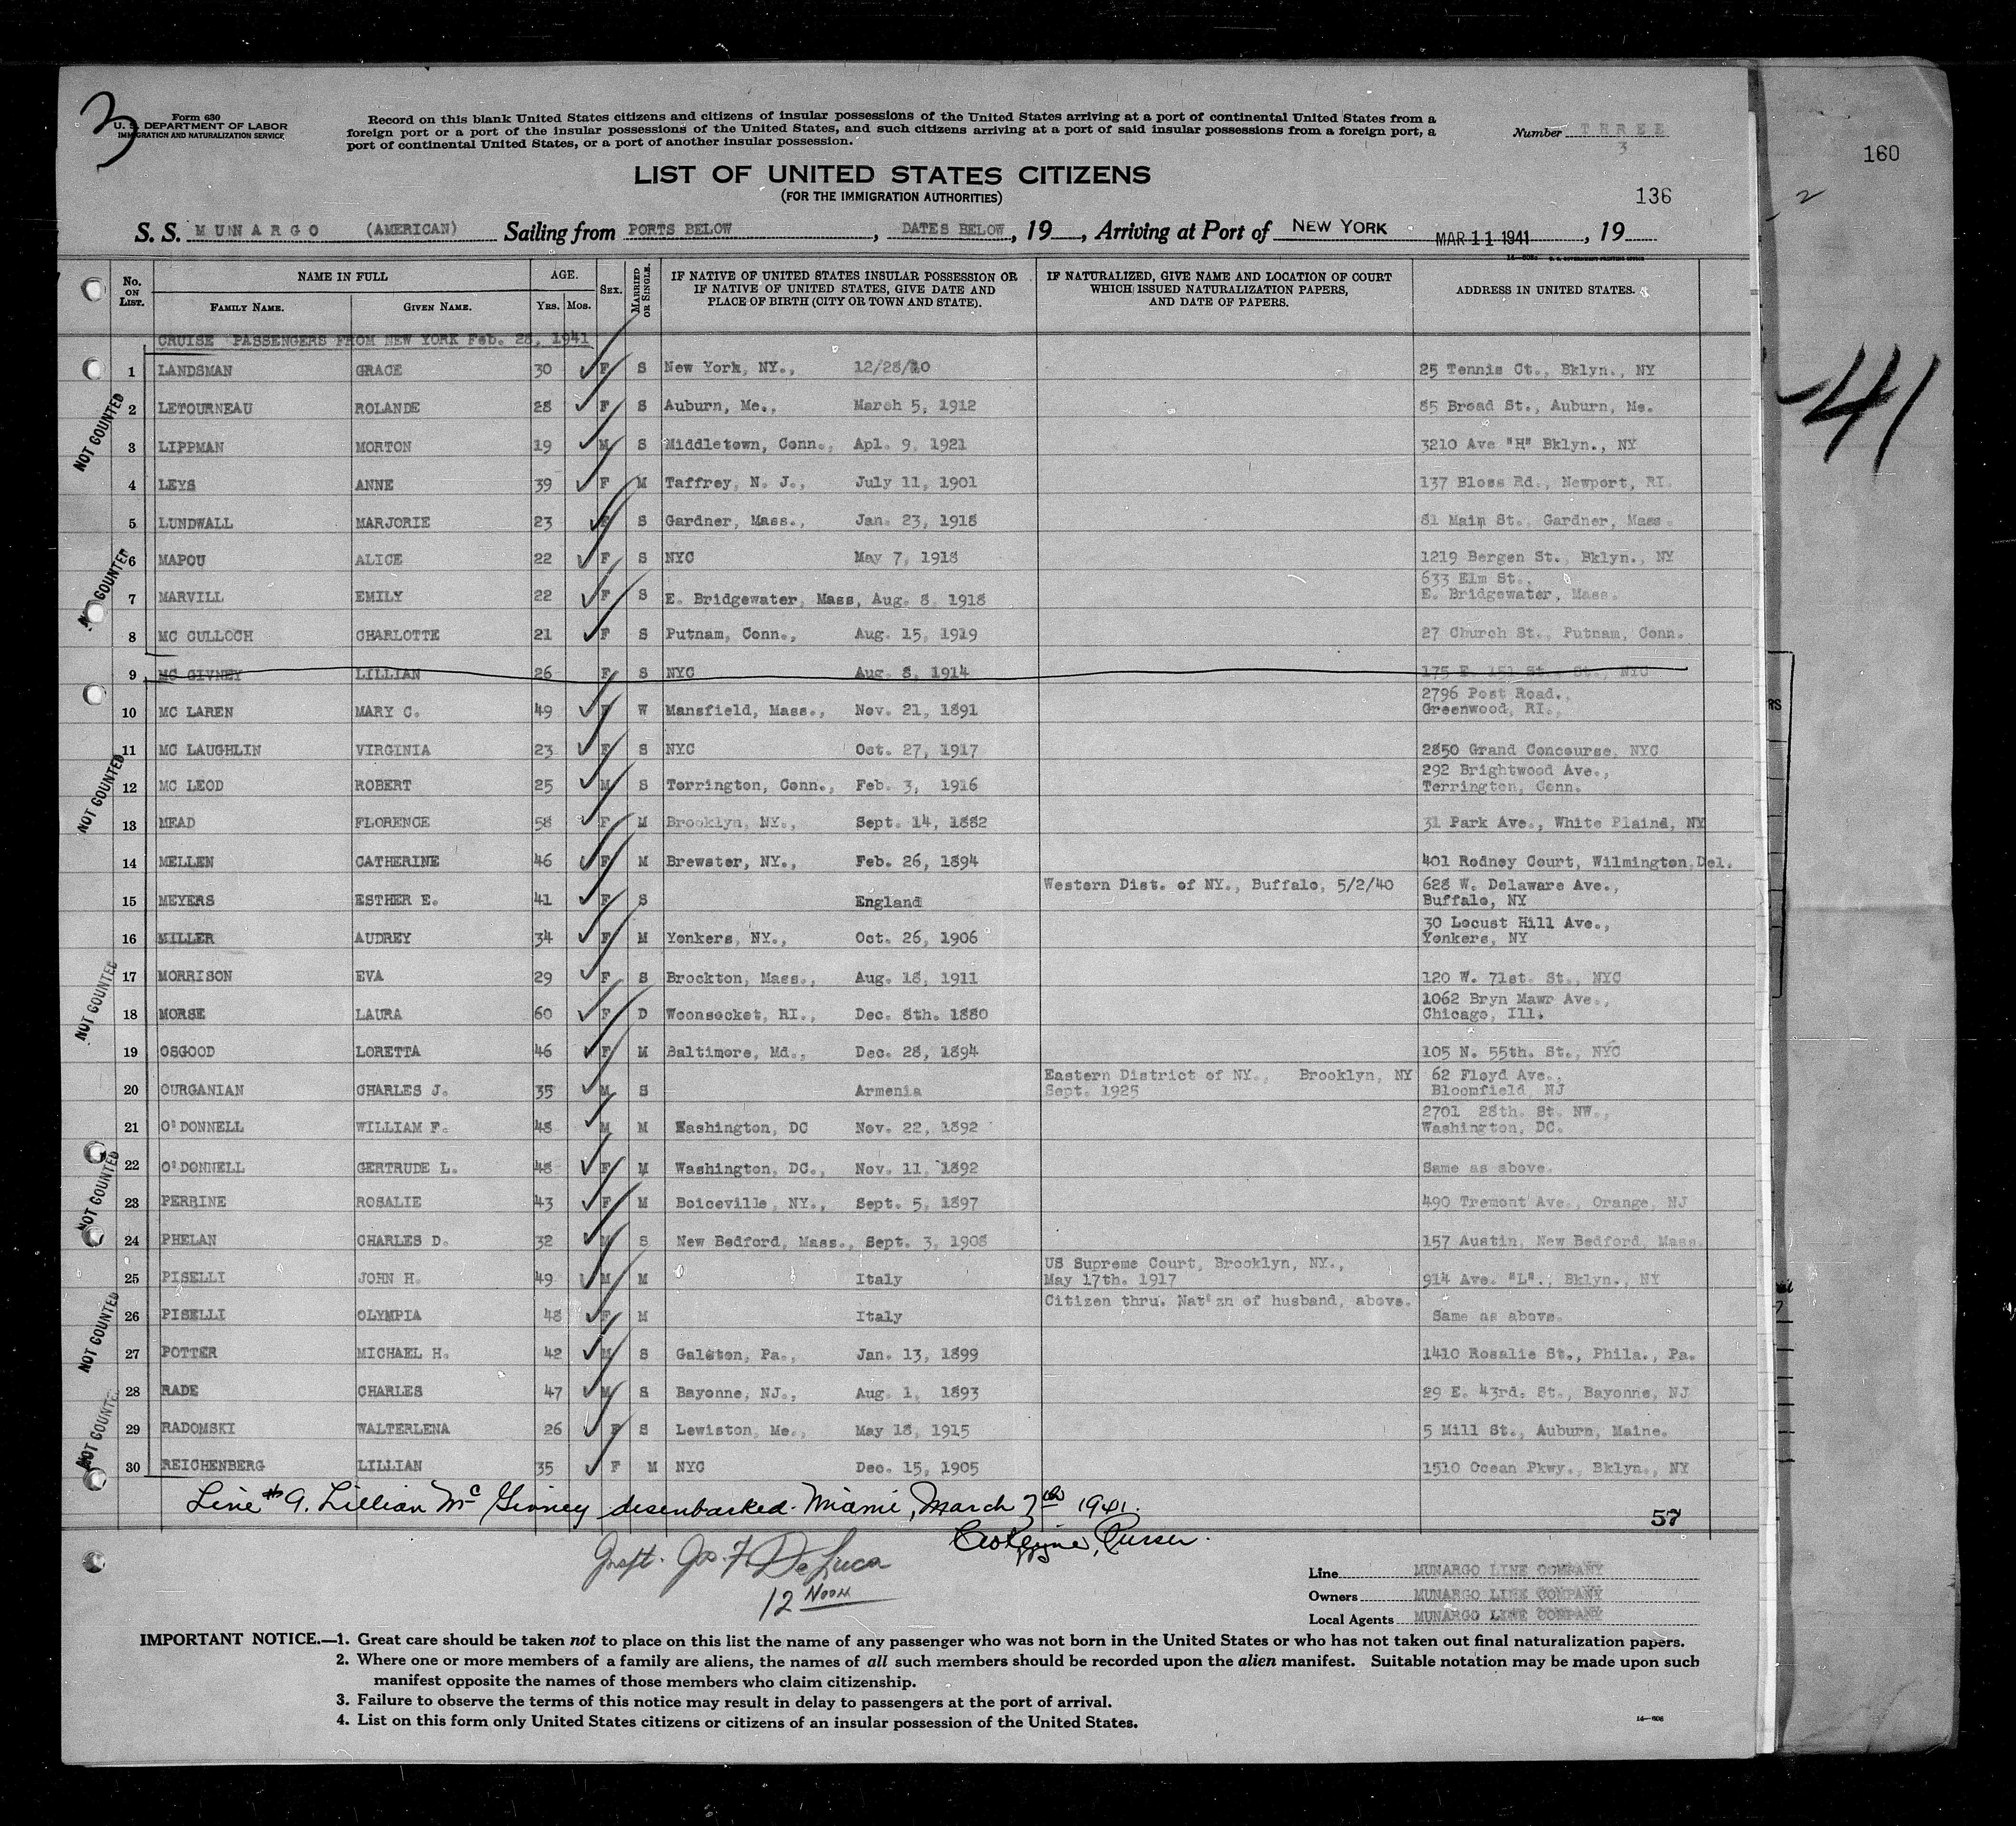 3
Form 630
U. S. DEPARTMENT OF LABOR
IMMIGRATION AND NATURALIZATION SERVICE
Record on this blank United States citizens and citizens of insular possessions of the United States arriving at a port of continental United States from a
foreign port or a port of the insular possessions of the United States, and such citizens arriving at a port of said insular possessions from a foreign port, a
port of continental United States, or a port of another insular possession.
Number THREE
3
160
2
LIST OF UNITED STATES CITIZENS
(FOR THE IMMIGRATION AUTHORITIES)
136
S. S. MUNARGO (AMERICAN) Sailing from PORTS BELOW, DATES BELOW, 19 , Arriving at Port of NEW YORK MAR 11 1941, 19
No. ON LIST. NAME IN FULL FAMILY NAME. GIVEN NAME. AGE. YRS. MOS. SEX. MARRIED OR SINGLE. IF NATIVE OF UNITED STATES INSULAR POSSESSION OR IF NATIVE OF UNITED STATES, GIVE DATE AND PLACE OF BIRTH (CITY OR TOWN AND STATE). IF NATURALIZED, GIVE NAME AND LOCATION OF COURT WHICH ISSUED NATURALIZATION PAPERS, AND DATE OF PAPERS. ADDRESS IN UNITED STATES.
CRUISE PASSENGERS FROM NEW YORK Feb. 28, 1941
1 LANDSMAN GRACE 30 F S New York, NY., 12/28/10 25 Tennis Ct., Bklyn., NY
2 LETOURNEAU ROLANDE 28 F S Auburn, Me., March 5, 1912 85 Broad St., Auburn, Me.
3 LIPPMAN MORTON 19 M S Middletown, Conn., Apl. 9, 1921 3210 Ave "H" Bklyn., NY
4 LEYS ANNE 39 F M Taffrey, N. J., July 11, 1901 137 Bloss Rd., Newport, RI.
5 LUNDWALL MARJORIE 23 F S Gardner, Mass., Jan. 23, 1918 81 Main St., Gardner, Mass.
6 MAPOU ALICE 22 F S NYC May 7, 1918 1219 Bergen St., Bklyn., NY
7 MARVILL EMILY 22 F S E. Bridgewater, Mass, Aug. 8, 1918 633 Elm St., E. Bridgewater, Mass.
8 MC CULLOCH CHARLOTTE 21 F S Putnam, Conn., Aug. 15, 1919 27 Church St., Putnam, Conn.
9 MC GIVNEY LILLIAN 26 F S NYC Aug. 8, 1914 175 E. 151 St., St., NYC
10 MC LAREN MARY C. 49 F W Mansfield, Mass., Nov. 21, 1891 2796 Post Road., Greenwood, RI.,
11 MC LAUGHLIN VIRGINIA 23 F S NYC Oct. 27, 1917 2850 Grand Concourse, NYC
12 MC LEOD ROBERT 25 M S Torrington, Conn., Feb. 3, 1916 292 Brightwood Ave., Terrington, Conn.
13 MEAD FLORENCE 58 F M Brooklyn, NY., Sept. 14, 1882 31 Park Ave., White Plaind, NY
14 MELLEN CATHERINE 46 F M Brewster, NY., Feb. 26, 1894 401 Rodney Court, Wilmington, Del.
15 MEYERS ESTHER E. 41 F S England Western Dist. of NY., Buffalo, 5/2/40 628 W. Delaware Ave., Buffalo, NY
16 MILLER AUDREY 34 F M Yonkers, NY., Oct. 26, 1906 30 Locust Hill Ave., Yonkers, NY
17 MORRISON EVA 29 F S Brockton, Mass., Aug. 18, 1911 120 W. 71st. St., NYC
18 MORSE LAURA 60 F D Woonsocket, RI., Dec. 8th. 1880 1062 Bryn Mawr Ave., Chicago, Ill.
19 OSGOOD LORETTA 46 F M Baltimore, Md., Dec. 28, 1894 105 N. 55th. St., NYC
20 OURGANIAN CHARLES J. 35 M S Armenia Eastern District of NY., Brooklyn, NY Sept. 1925 62 Floyd Ave., Bloomfield, NJ
21 O'DONNELL WILLIAM F. 48 M M Washington, DC Nov. 22, 1892 2701 28th. St. NW., Washington, DC.
22 O'DONNELL GERTRUDE L. 48 F M Washington, DC., Nov. 11, 1892 Same as above.
23 PERRINE ROSALIE 43 F M Boiceville, NY., Sept. 5, 1897 490 Tremont Ave., Orange, NJ
24 PHELAN CHARLES D. 32 M S New Bedford, Mass., Sept. 3, 1908 157 Austin, New Bedford, Mass.
25 PISELLI JOHN H. 49 M M Italy US Supreme Court, Brooklyn, NY., May 17th. 1917 914 Ave. "L"., Bklyn., NY
26 PISELLI OLYMPIA 48 F M Italy Citizen thru. Nat'zn of husband, above. Same as above.
27 POTTER MICHAEL H. 42 M S Galeton, Pa., Jan. 13, 1899 1410 Rosalie St., Phila., Pa.
28 RADE CHARLES 47 M S Bayonne, NJ., Aug. 1, 1893 29 E. 43rd. St., Bayonne, NJ
29 RADOMSKI WALTERLENA 26 F S Lewiston, Me., May 18, 1915 5 Mill St., Auburn, Maine.
30 REICHENBERG LILLIAN 35 F M NYC Dec. 15, 1905 1510 Ocean Pkwy., Bklyn., NY
NOT COUNTED
NOT COUNTED
NOT COUNTED
NOT COUNTED
NOT COUNTED
NOT COUNTED
NOT COUNTED
-41
Line #9. Lillian McGivney disenbarked Miami, March 7th 1941.
57
Purser.
Jos. F. DeLuca
12 Noon
Line MUNARGO LINE COMPANY
Owners MUNARGO LINE COMPANY
Local Agents MUNARGO LINE COMPANY
IMPORTANT NOTICE.—1. Great care should be taken not to place on this list the name of any passenger who was not born in the United States or who has not taken out final naturalization papers.
2. Where one or more members of a family are aliens, the names of all such members should be recorded upon the alien manifest. Suitable notation may be made upon such
manifest opposite the names of those members who claim citizenship.
3. Failure to observe the terms of this notice may result in delay to passengers at the port of arrival.
4. List on this form only United States citizens or citizens of an insular possession of the United States.